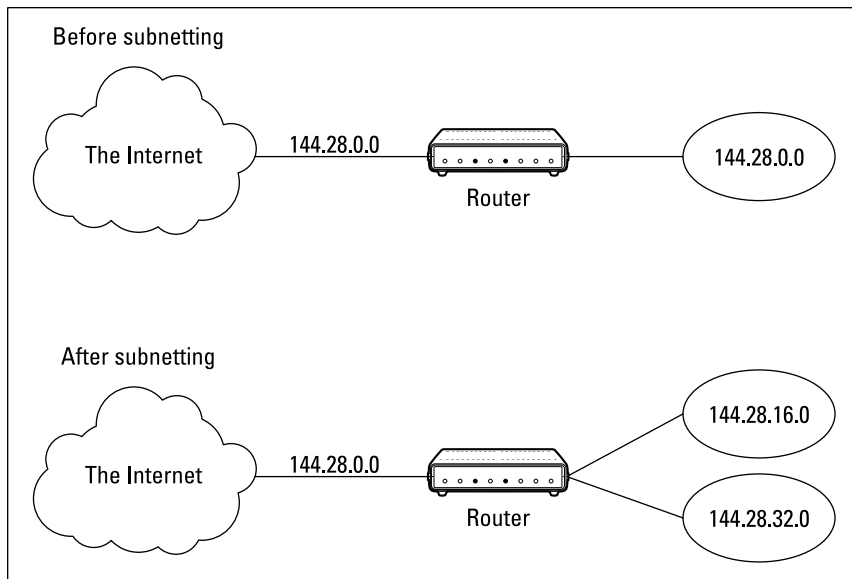 Before subnetting
The Internet
144.28.0.0
Router
144.28.0.0
After subnetting
The Internet
144.28.0.0
Router
144.28.16.0
144.28.32.0